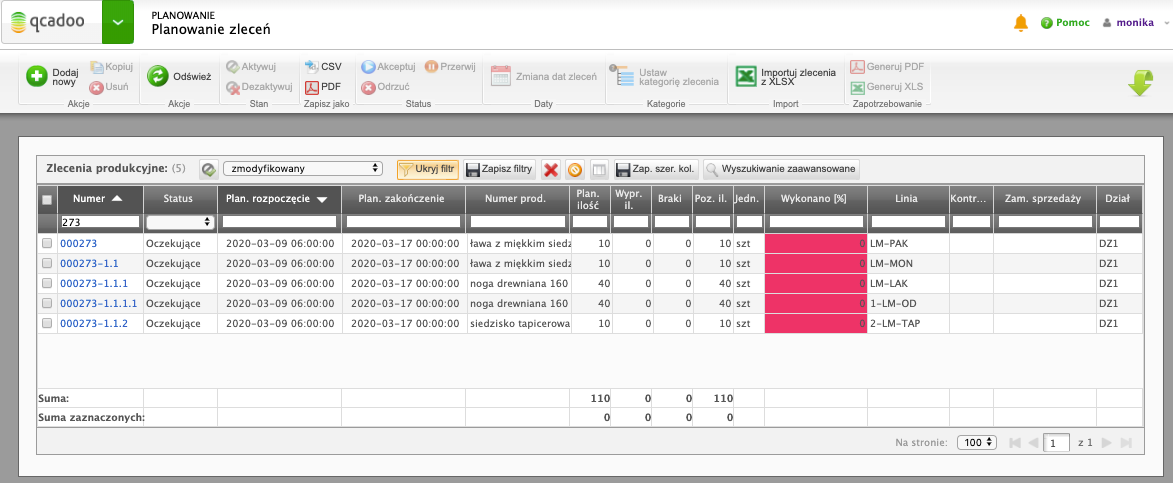 qcadoo
PLANOWANIE
Planowanie zleceń
Pomoc
monika
Dodaj nowy
Kopiuj
Usuń
Akcje
Odśwież
Akcje
Aktywuj
Dezaktywuj
Stan
CSV
PDF
Zapisz jako
Akceptuj
Przerwij
Odrzuć
Status
Zmiana dat zleceń
Daty
Ustaw kategorię zlecenia
Kategorie
Importuj zlecenia z XLSX
Import
Generuj PDF
Generuj XLS
Zapotrzebowanie
Zlecenia produkcyjne: (5) zmodyfikowany Ukryj filtr Zapisz filtry Zap. szer. kol. Wyszukiwanie zaawansowane
Numer Status Plan. rozpoczęcie Plan. zakończenie Numer prod. Plan. ilość Wypr. il. Braki Poz. il. Jedn. Wykonano [%] Linia Kontr... Zam. sprzedaży Dział
273
000273 Oczekujące 2020-03-09 06:00:00 2020-03-17 00:00:00 ława z miękkim siedz 10 0 0 10 szt 0 LM-PAK DZ1
000273-1.1 Oczekujące 2020-03-09 06:00:00 2020-03-17 00:00:00 ława z miękkim siedz 10 0 0 10 szt 0 LM-MON DZ1
000273-1.1.1 Oczekujące 2020-03-09 06:00:00 2020-03-17 00:00:00 noga drewniana 160 40 0 0 40 szt 0 LM-LAK DZ1
000273-1.1.1.1 Oczekujące 2020-03-09 06:00:00 2020-03-17 00:00:00 noga drewniana 160 40 0 0 40 szt 0 1-LM-OD DZ1
000273-1.1.2 Oczekujące 2020-03-09 06:00:00 2020-03-17 00:00:00 siedzisko tapicerowa 10 0 0 10 szt 0 2-LM-TAP DZ1
Suma: 110 0 0 110
Suma zaznaczonych: 0 0 0 0
Na stronie: 100 1 z 1